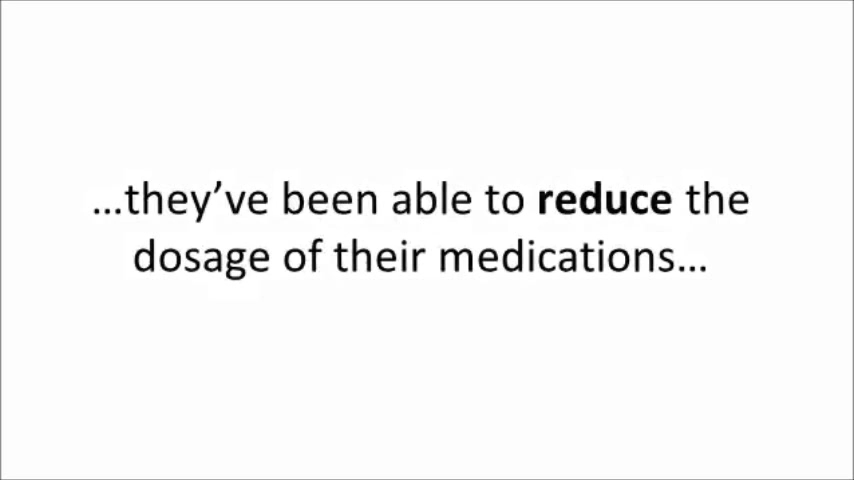 …they’ve been able to reduce the
dosage of their medications…